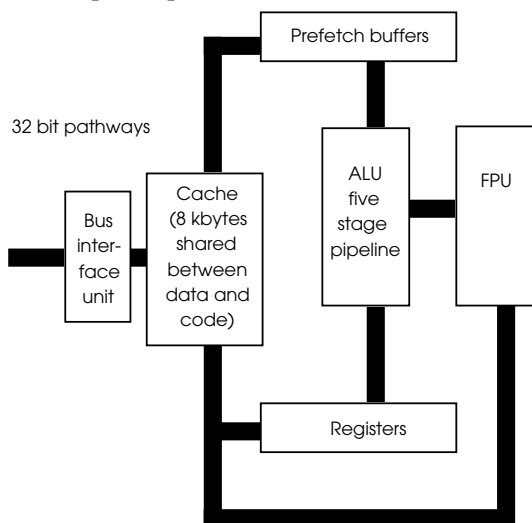 Prefetch buffers
32 bit pathways
Bus
inter-
face
unit
Cache
(8 kbytes
shared
between
data and
code)
ALU
five
stage
pipeline
FPU
Registers